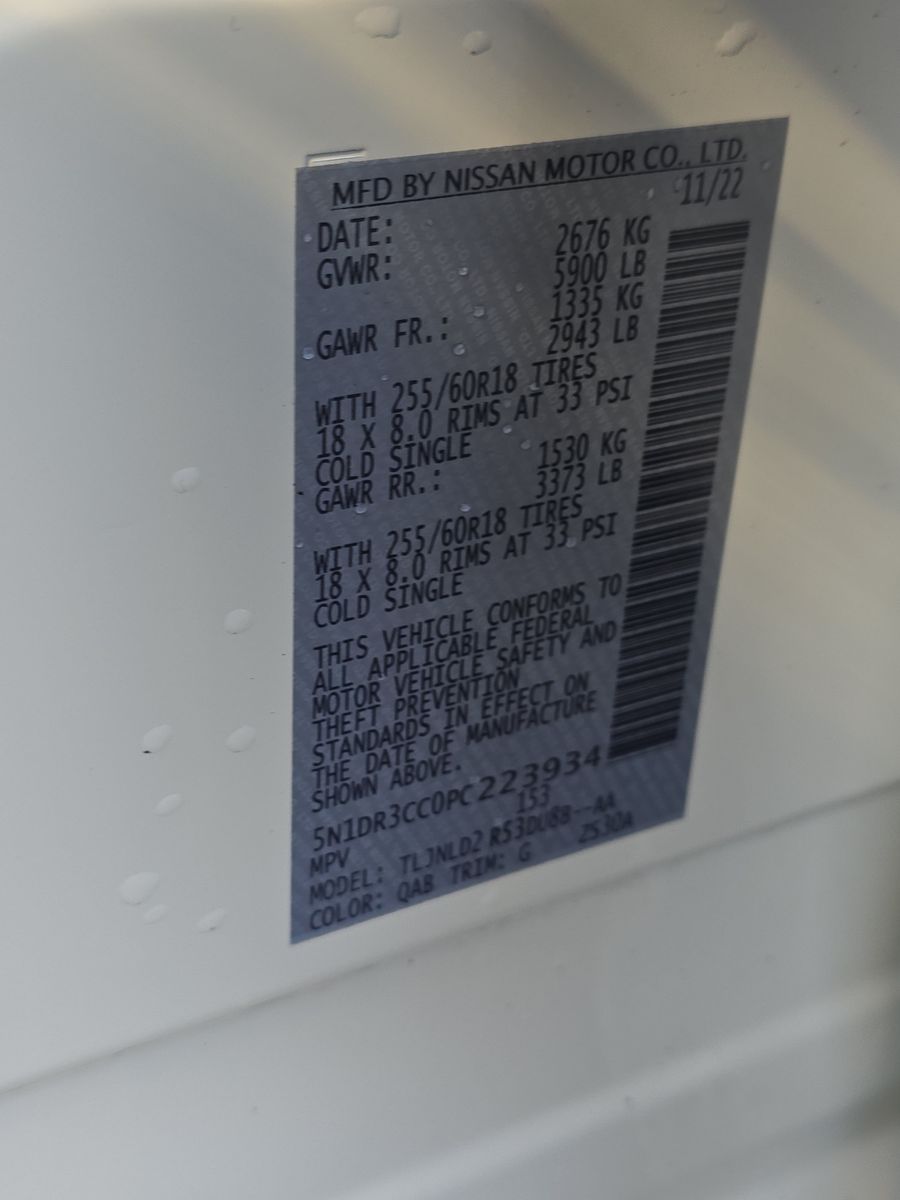 MFD BY NISSAN MOTOR CO., LTD.
DATE: 11/22
GVWR: 2676 KG
5900 LB
GAWR FR.: 1335 KG
2943 LB
WITH 255/60R18 TIRES
18 X 8.0 RIMS AT 33 PSI
COLD SINGLE
GAWR RR.: 1530 KG
3373 LB
WITH 255/60R18 TIRES
18 X 8.0 RIMS AT 33 PSI
COLD SINGLE
THIS VEHICLE CONFORMS TO
ALL APPLICABLE FEDERAL
MOTOR VEHICLE SAFETY AND
THEFT PREVENTION
STANDARDS IN EFFECT ON
THE DATE OF MANUFACTURE
SHOWN ABOVE.
5N1DR3CC0PC223934
MPV 153
MODEL: TLJNLD2 R53DU8B--AA
COLOR: QAB TRIM: G 2S30A